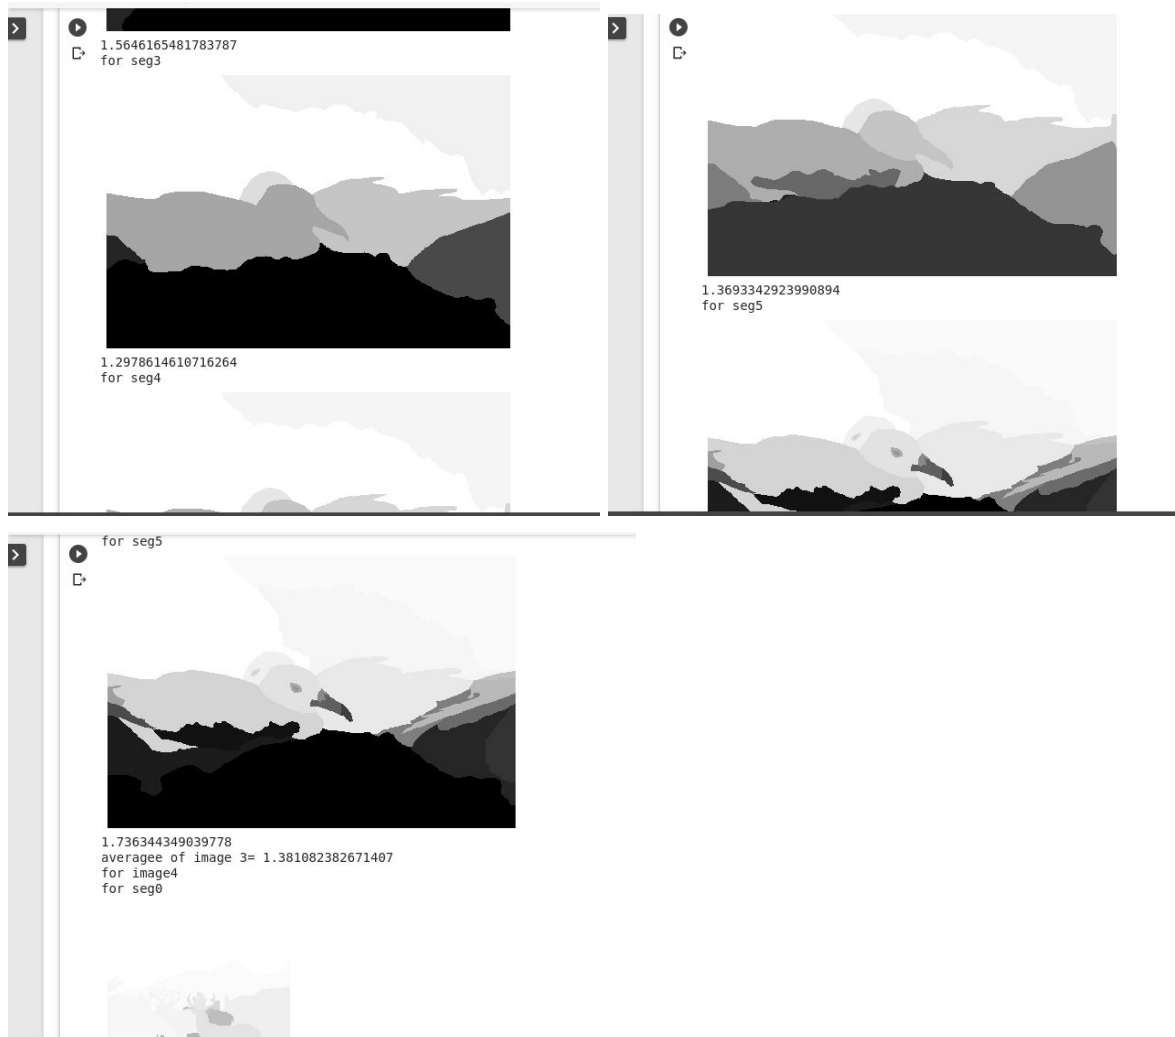 1.5646165481783787
for seg3
1.2978614610716264
for seg4
1.3693342923990894
for seg5
for seg5
1.736344349039778
averagee of image 3= 1.381082382671407
for image4
for seg0